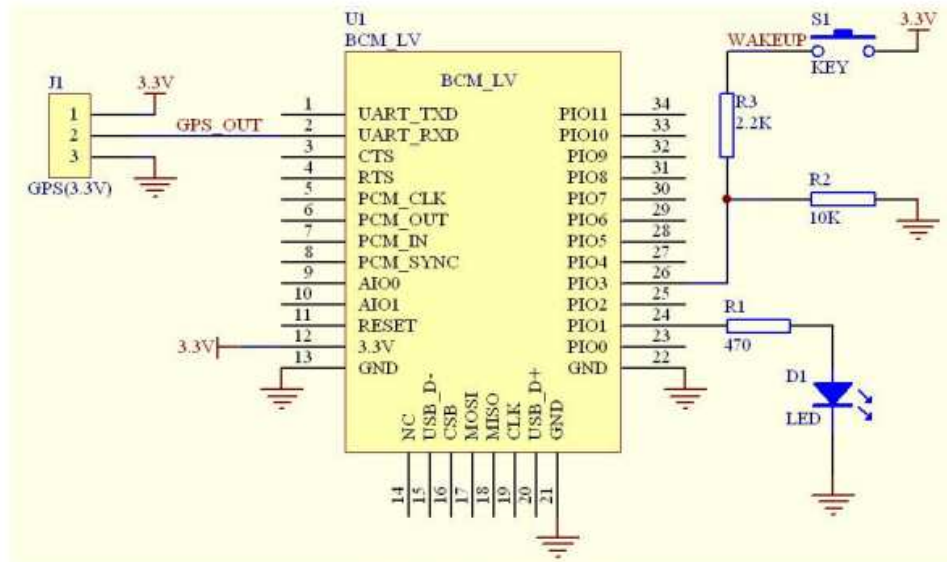 U1
BCM_LV
BCM_LV
J1
3.3V
1
2
3
GPS_OUT
GPS(3.3V)
1 UART_TXD
2 UART_RXD
3 CTS
4 RTS
5 PCM_CLK
6 PCM_OUT
7 PCM_IN
8 PCM_SYNC
9 AIO0
10 AIO1
11 RESET
3.3V 12 3.3V
13 GND
PIO11 34
PIO10 33
PIO9 32
PIO8 31
PIO7 30
PIO6 29
PIO5 28
PIO4 27
PIO3 26
PIO2 25
PIO1 24
PIO0 23
GND 22
NC 14
USB_D- 15
CSB 16
MOSI 17
MISO 18
CLK 19
USB_D+ 20
GND 21
S1
3.3V
WAKEUP
KEY
R3
2.2K
R2
10K
R1
470
D1
LED